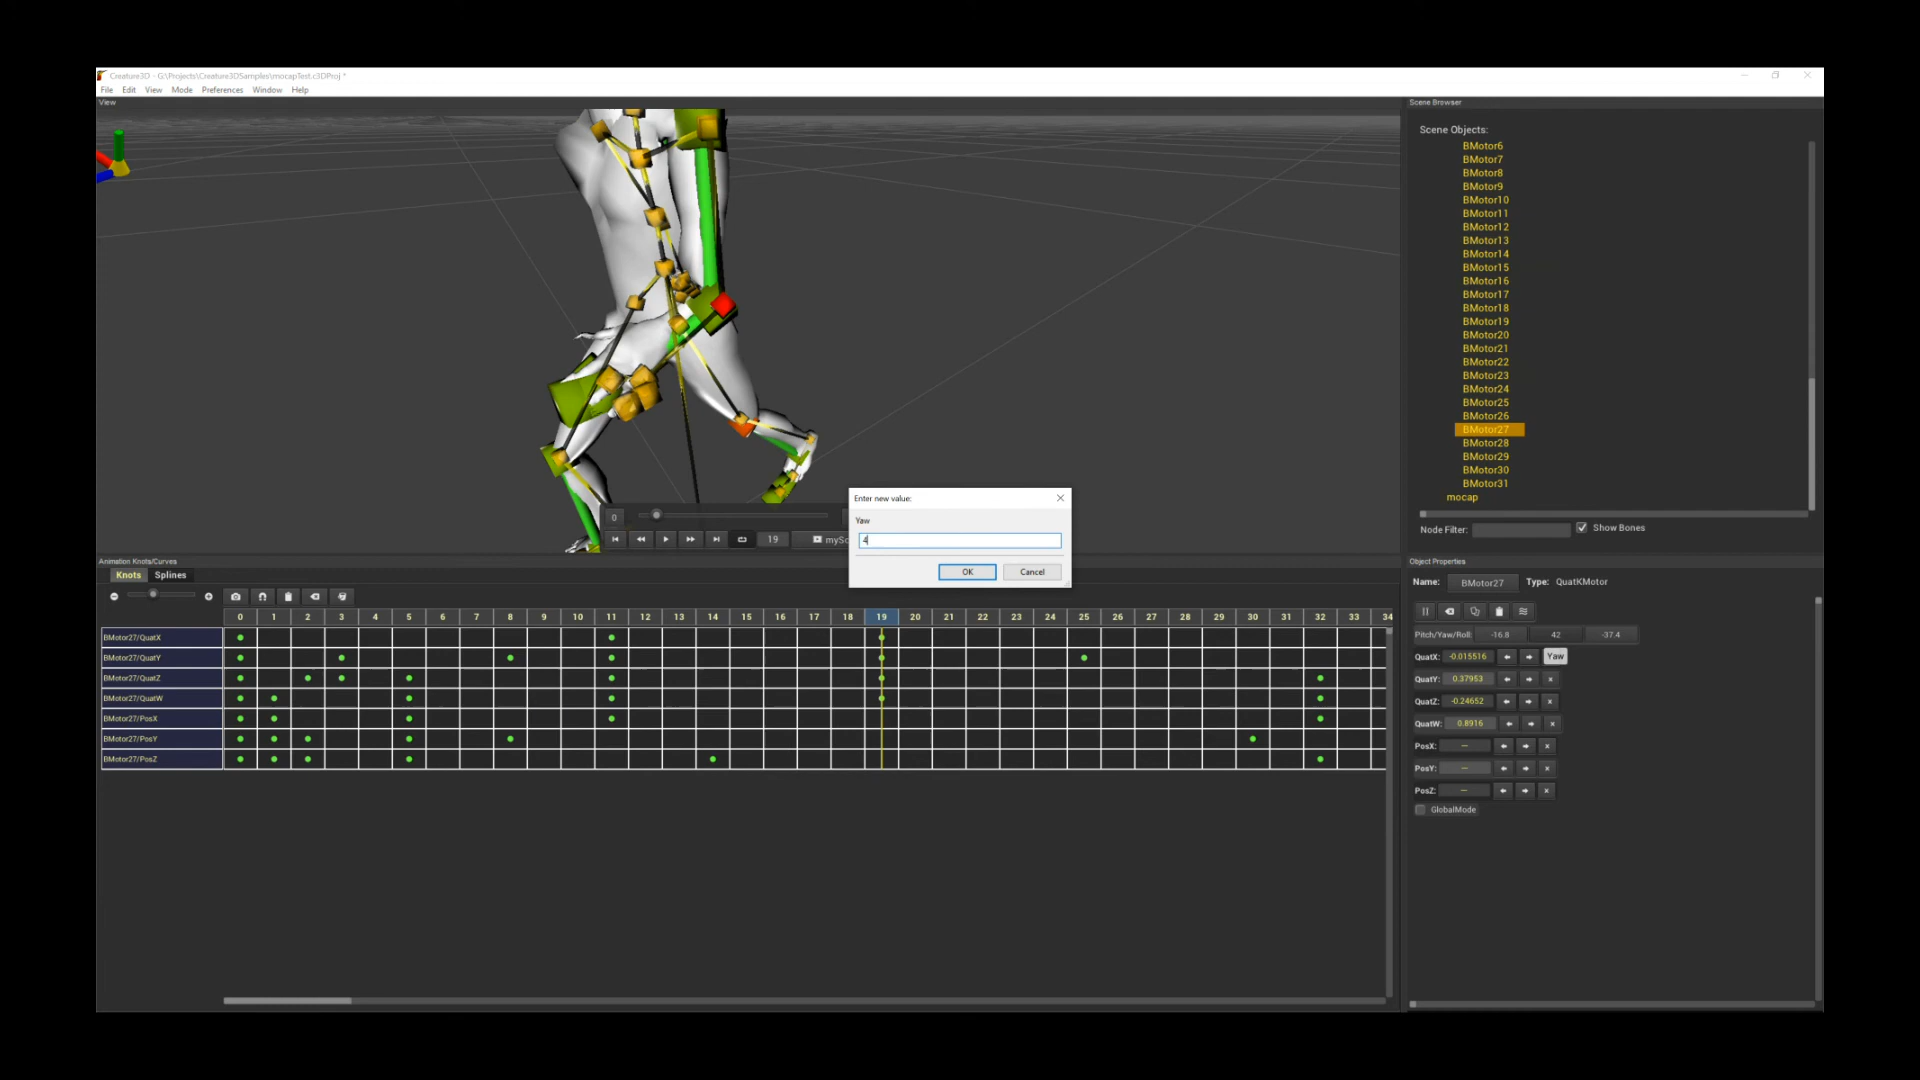 Creature3D - G:\Projects\Creature3DSamples\mocapTest.c3DProj *
File Edit View Mode Preferences Window Help
View
Scene Browser
Scene Objects:
BMotor6
BMotor7
BMotor8
BMotor9
BMotor10
BMotor11
BMotor12
BMotor13
BMotor14
BMotor15
BMotor16
BMotor17
BMotor18
BMotor19
BMotor20
BMotor21
BMotor22
BMotor23
BMotor24
BMotor25
BMotor26
BMotor27
BMotor28
BMotor29
BMotor30
BMotor31
mocap
Node Filter: Show Bones
0
19 mySc
Enter new value:
Yaw
4
OK Cancel
Animation Knots/Curves
Knots Splines
0 1 2 3 4 5 6 7 8 9 10 11 12 13 14 15 16 17 18 19 20 21 22 23 24 25 26 27 28 29 30 31 32 33 34
BMotor27/QuatX
BMotor27/QuatY
BMotor27/QuatZ
BMotor27/QuatW
BMotor27/PosX
BMotor27/PosY
BMotor27/PosZ
Object Properties
Name: BMotor27 Type: QuatKMotor
Pitch/Yaw/Roll: -16.8 42 -37.4
QuatX: -0.015516 Yaw
QuatY: 0.37953 x
QuatZ: -0.24652 x
QuatW: 0.8916 x
PosX: — x
PosY: — x
PosZ: — x
GlobalMode